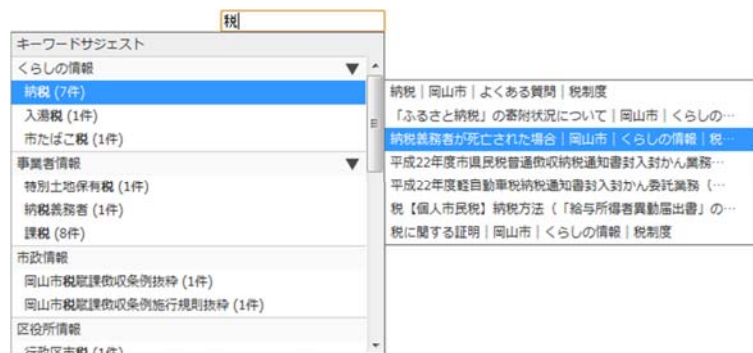 税
キーワードサジェスト
くらしの情報 ▼
納税 (7件)
入湯税 (1件)
市たばこ税 (1件)
事業者情報 ▼
特別土地保有税 (1件)
納税義務者 (1件)
課税 (8件)
市政情報
岡山市税賦課徴収条例抜粋 (1件)
岡山市税賦課徴収条例施行規則抜粋 (1件)
区役所情報
行政区市税 (1件)
納税｜岡山市｜よくある質問｜税制度
「ふるさと納税」の寄附状況について｜岡山市｜くらしの…
納税義務者が死亡された場合｜岡山市｜くらしの情報｜税…
平成22年度市県民税普通徴収納税通知書封入封かん業務…
平成22年度軽自動車税納税通知書封入封かん委託業務（…
税【個人市民税】納税方法（「給与所得者異動届出書」の…
税に関する証明｜岡山市｜くらしの情報｜税制度